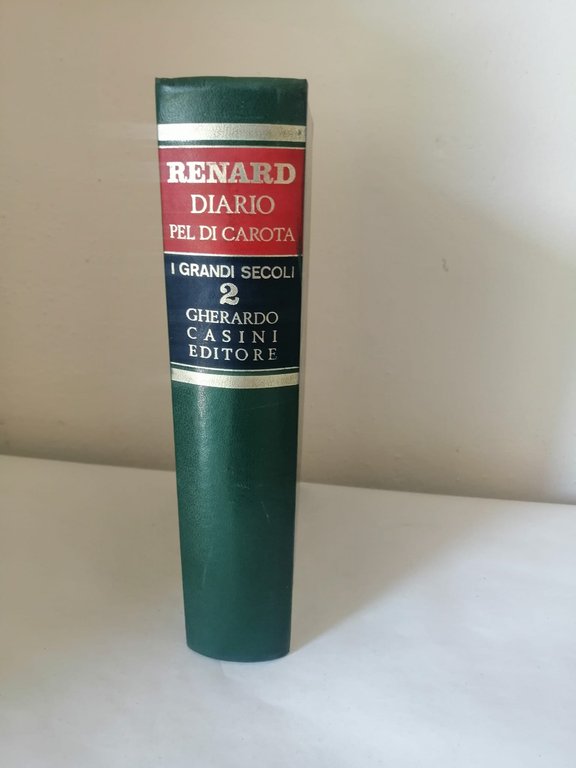 RENARD
DIARIO
PEL DI CAROTA
I GRANDI SECOLI
2
GHERARDO
CASINI
EDITORE